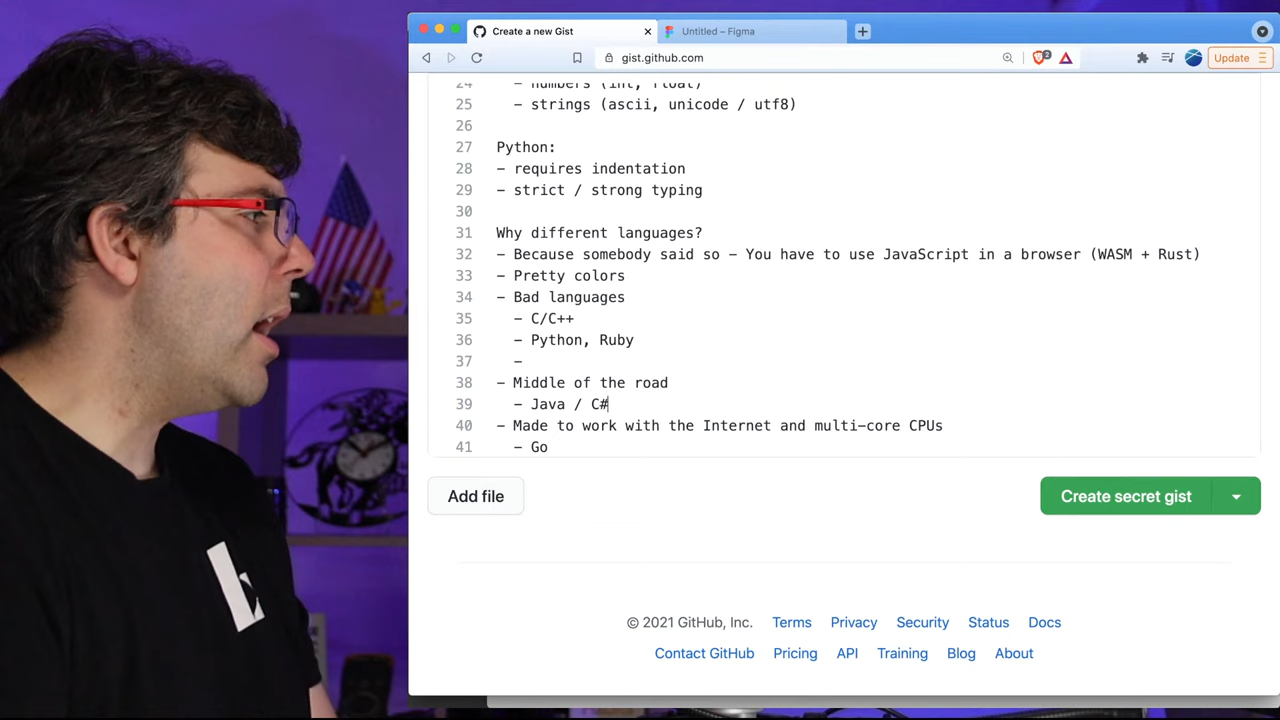 Create a new Gist
Untitled – Figma
gist.github.com
2
Update
24 - numbers (int, float)
25 - strings (ascii, unicode / utf8)
26
27 Python:
28 - requires indentation
29 - strict / strong typing
30
31 Why different languages?
32 - Because somebody said so - You have to use JavaScript in a browser (WASM + Rust)
33 - Pretty colors
34 - Bad languages
35 - C/C++
36 - Python, Ruby
37 -
38 - Middle of the road
39 - Java / C#
40 - Made to work with the Internet and multi-core CPUs
41 - Go
Add file
Create secret gist
© 2021 GitHub, Inc. Terms Privacy Security Status Docs
Contact GitHub Pricing API Training Blog About